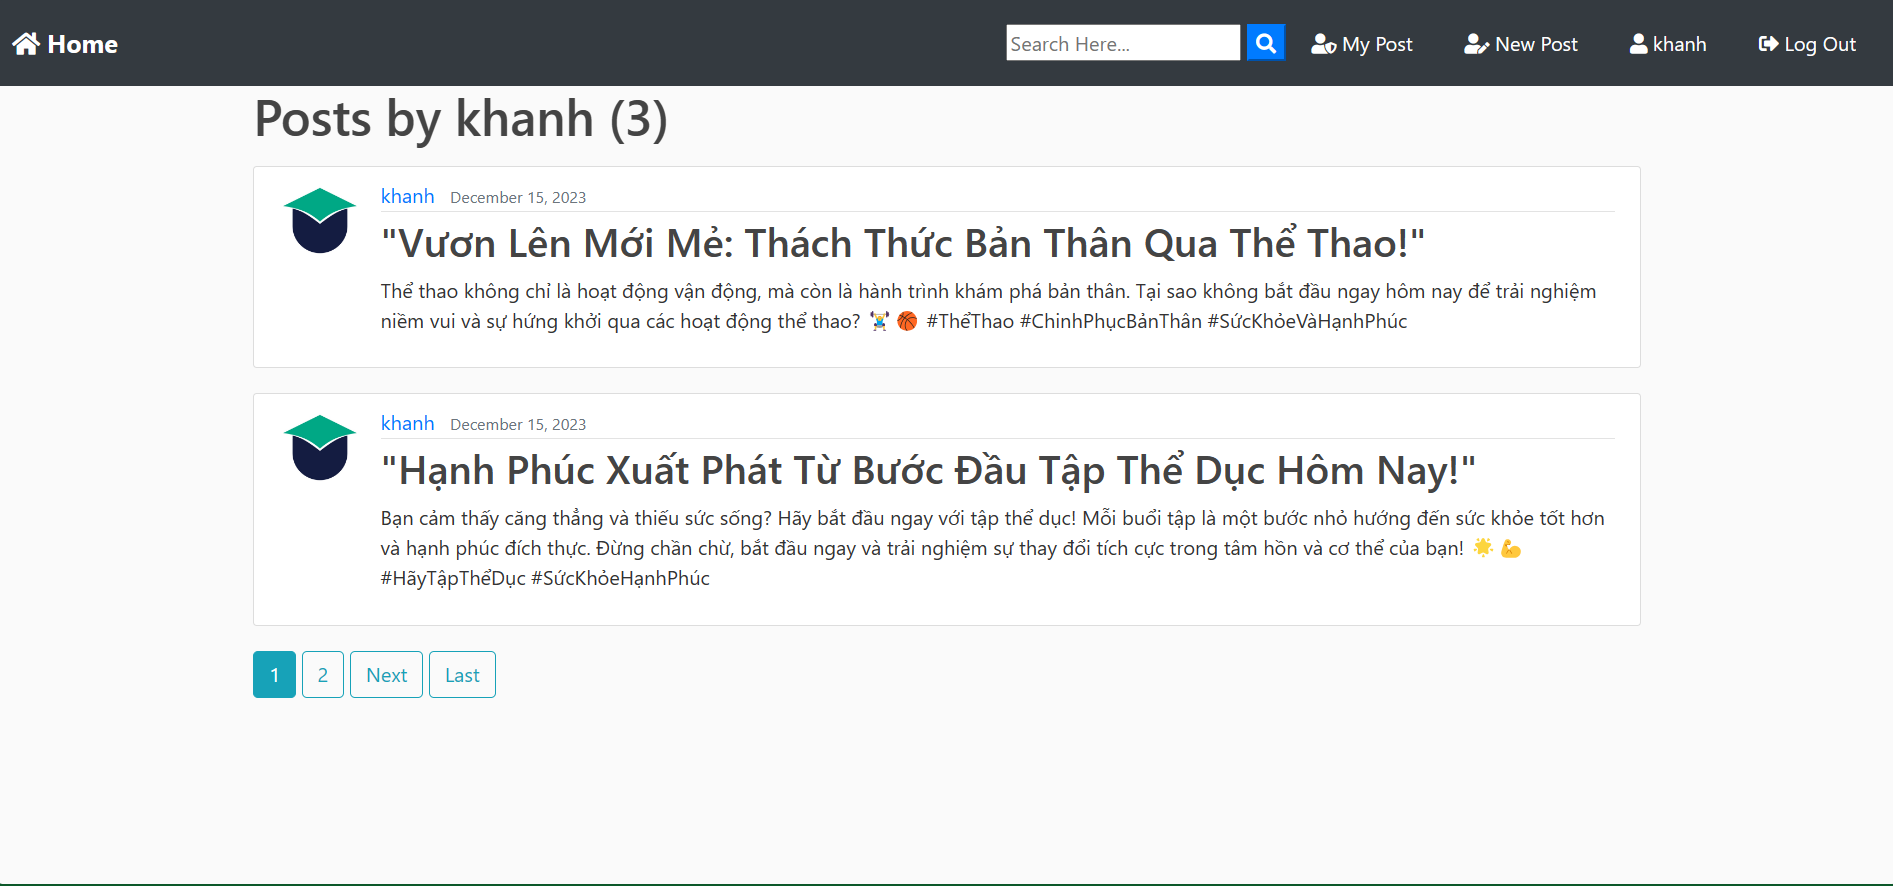 Home
Search Here...
My Post
New Post
khanh
Log Out
Posts by khanh (3)
khanh December 15, 2023
"Vươn Lên Mới Mẻ: Thách Thức Bản Thân Qua Thể Thao!"
Thể thao không chỉ là hoạt động vận động, mà còn là hành trình khám phá bản thân. Tại sao không bắt đầu ngay hôm nay để trải nghiệm
niềm vui và sự hứng khởi qua các hoạt động thể thao? 🏋️ 🏀 #ThểThao #ChinhPhụcBảnThân #SứcKhỏeVàHạnhPhúc
khanh December 15, 2023
"Hạnh Phúc Xuất Phát Từ Bước Đầu Tập Thể Dục Hôm Nay!"
Bạn cảm thấy căng thẳng và thiếu sức sống? Hãy bắt đầu ngay với tập thể dục! Mỗi buổi tập là một bước nhỏ hướng đến sức khỏe tốt hơn
và hạnh phúc đích thực. Đừng chần chừ, bắt đầu ngay và trải nghiệm sự thay đổi tích cực trong tâm hồn và cơ thể của bạn! 🌟 💪
#HãyTậpThểDục #SứcKhỏeHạnhPhúc
1 2 Next Last